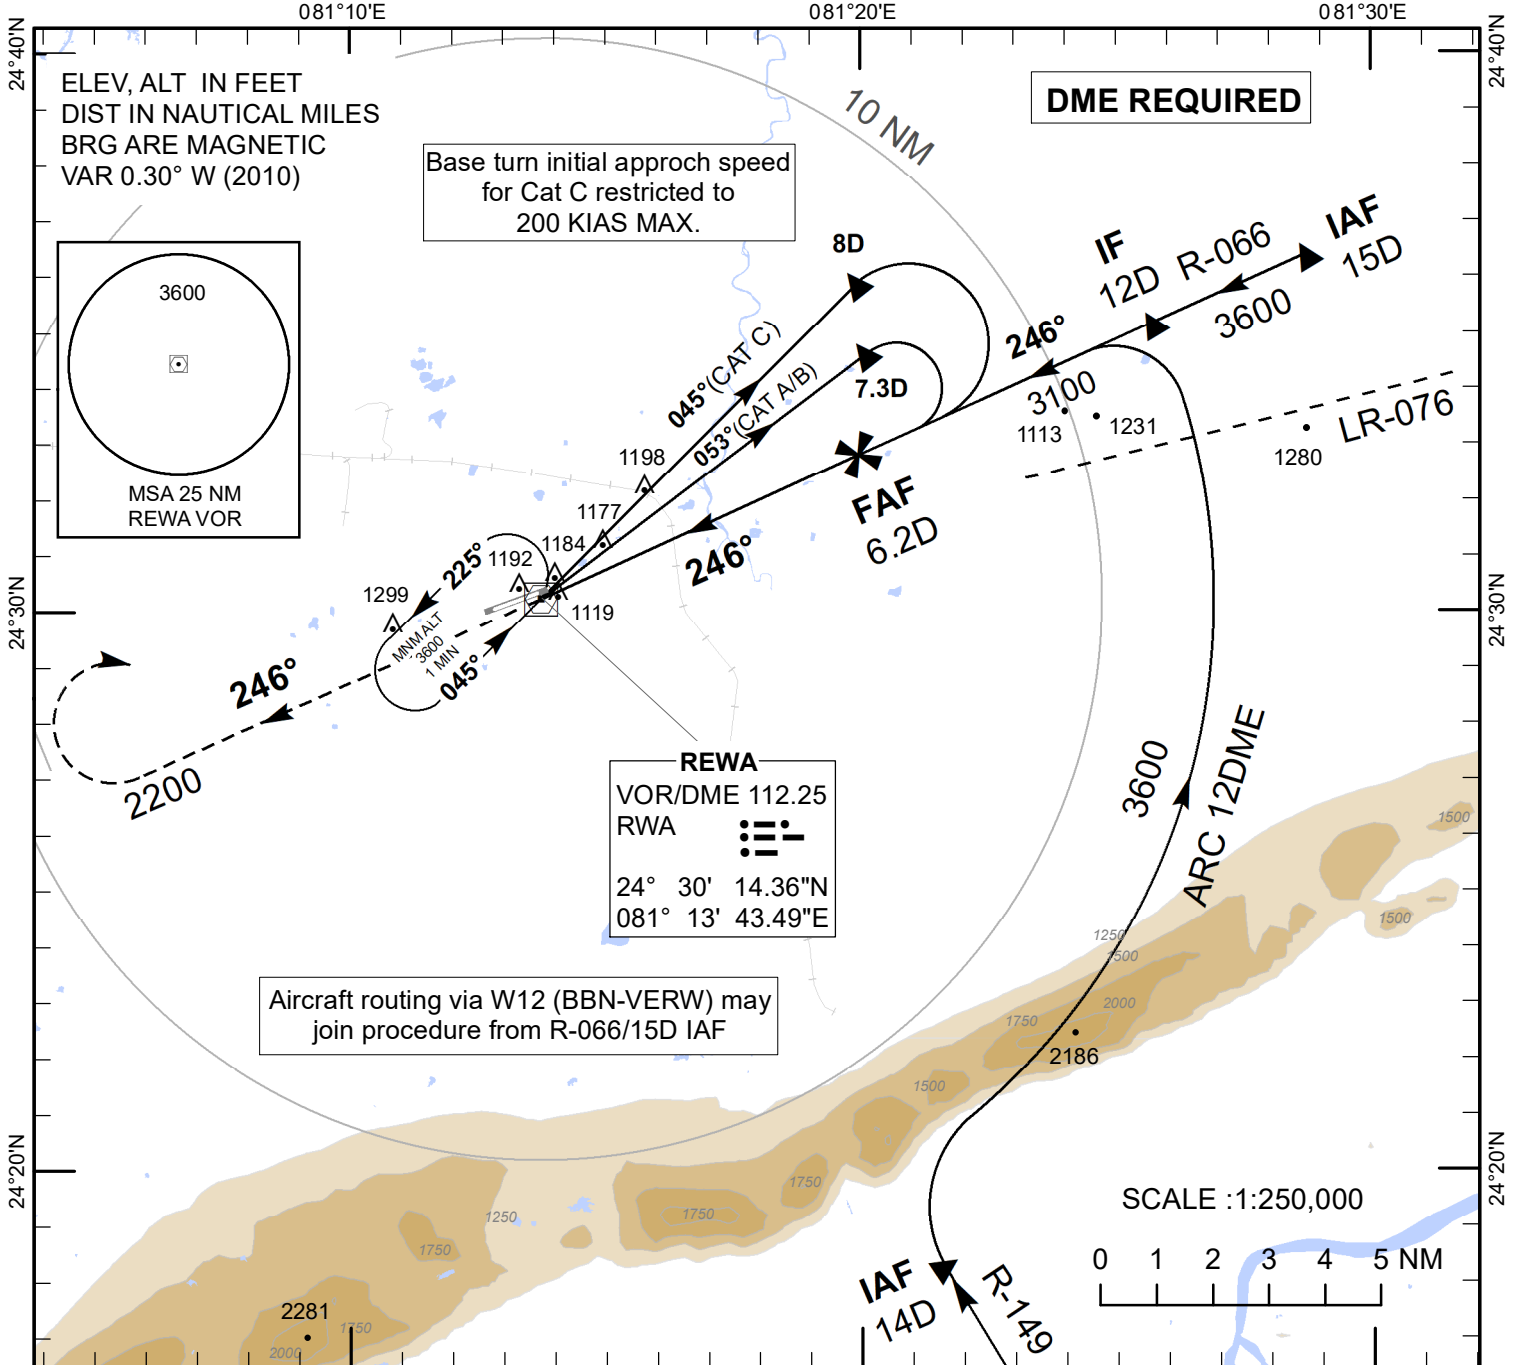 081°10'E
081°20'E
081°30'E
24°40'N
24°40'N
ELEV, ALT IN FEET
DIST IN NAUTICAL MILES
BRG ARE MAGNETIC
VAR 0.30° W (2010)
DME REQUIRED
10 NM
Base turn initial approch speed
for Cat C restricted to
200 KIAS MAX.
3600
MSA 25 NM
REWA VOR
8D
IF
12D
R-066
IAF
15D
3600
246°
3100
045°(CAT C)
053°(CAT A/B)
7.3D
1113
1231
1280
LR-076
1198
1177
1184
1192
1299
1119
FAF
6.2D
246°
225°
MNM ALT
3600
1 MIN
045°
24°30'N
24°30'N
246°
2200
REWA
VOR/DME 112.25
RWA
24° 30' 14.36"N
081° 13' 43.49"E
3600
ARC 12DME
1500
1500
1250
1500
2000
1750
2186
1500
Aircraft routing via W12 (BBN-VERW) may
join procedure from R-066/15D IAF
24°20'N
24°20'N
1750
1750
1250
1750
2281
1750
2000
IAF
14D
R-149
SCALE :1:250,000
0 1 2 3 4 5 NM